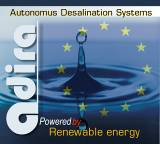 Autonomus Desalination Systems
adira
Powered by
Renewable energy